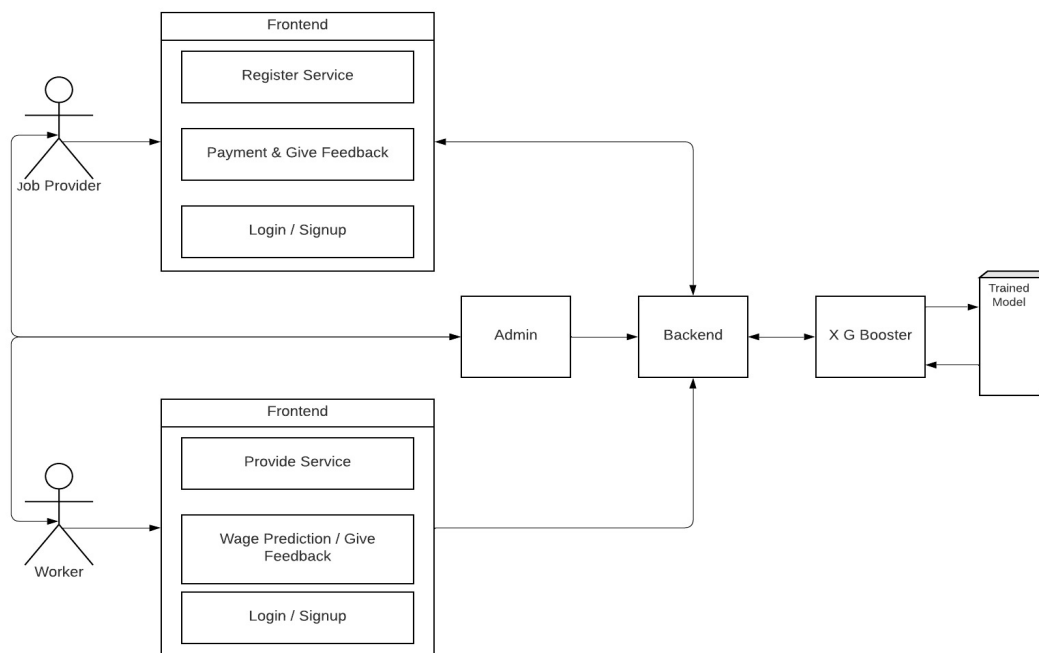 Frontend
Register Service
Payment & Give Feedback
Login / Signup
Job Provider
Trained
Model
Admin
Backend
X G Booster
Frontend
Provide Service
Wage Prediction / Give
Feedback
Login / Signup
Worker